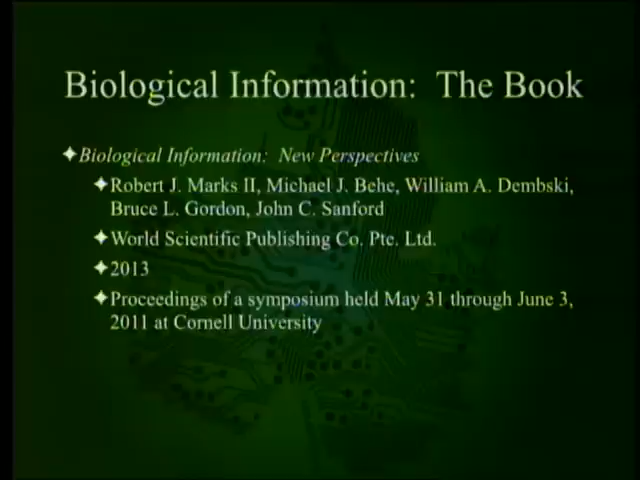 Biological Information: The Book
Biological Information: New Perspectives
Robert J. Marks II, Michael J. Behe, William A. Dembski,
Bruce L. Gordon, John C. Sanford
World Scientific Publishing Co. Pte. Ltd.
2013
Proceedings of a symposium held May 31 through June 3,
2011 at Cornell University